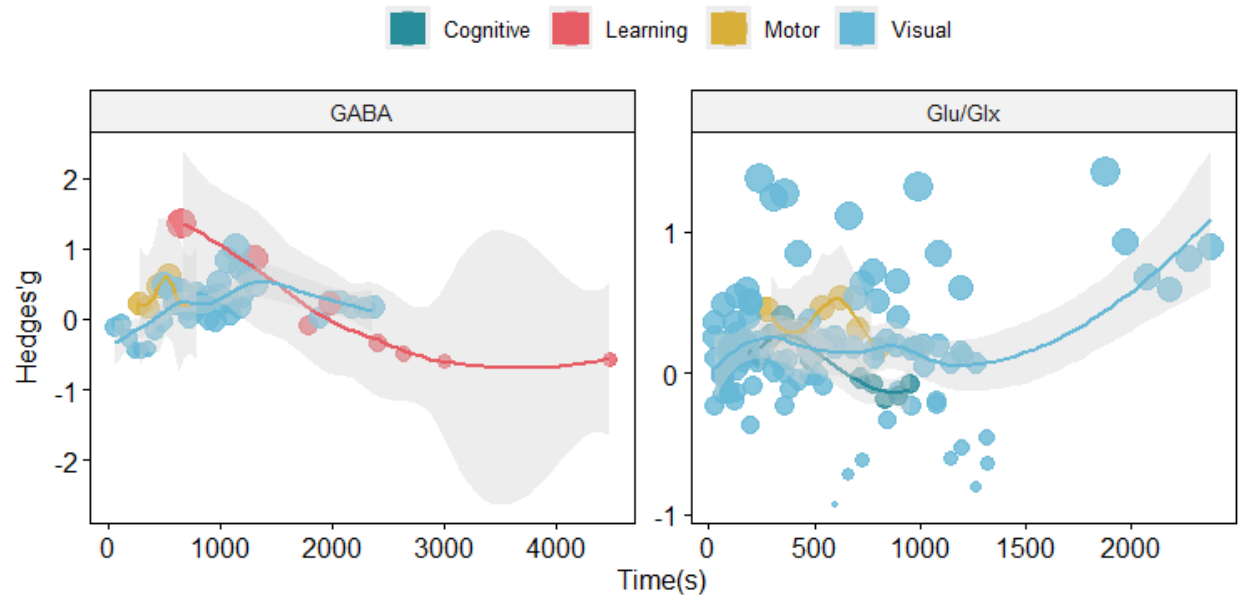 Cognitive Learning Motor Visual
GABA Glu/Glx
Hedges'g
2
1
0
-1
-2
1
0
-1
0 1000 2000 3000 4000
0 500 1000 1500 2000
Time(s)